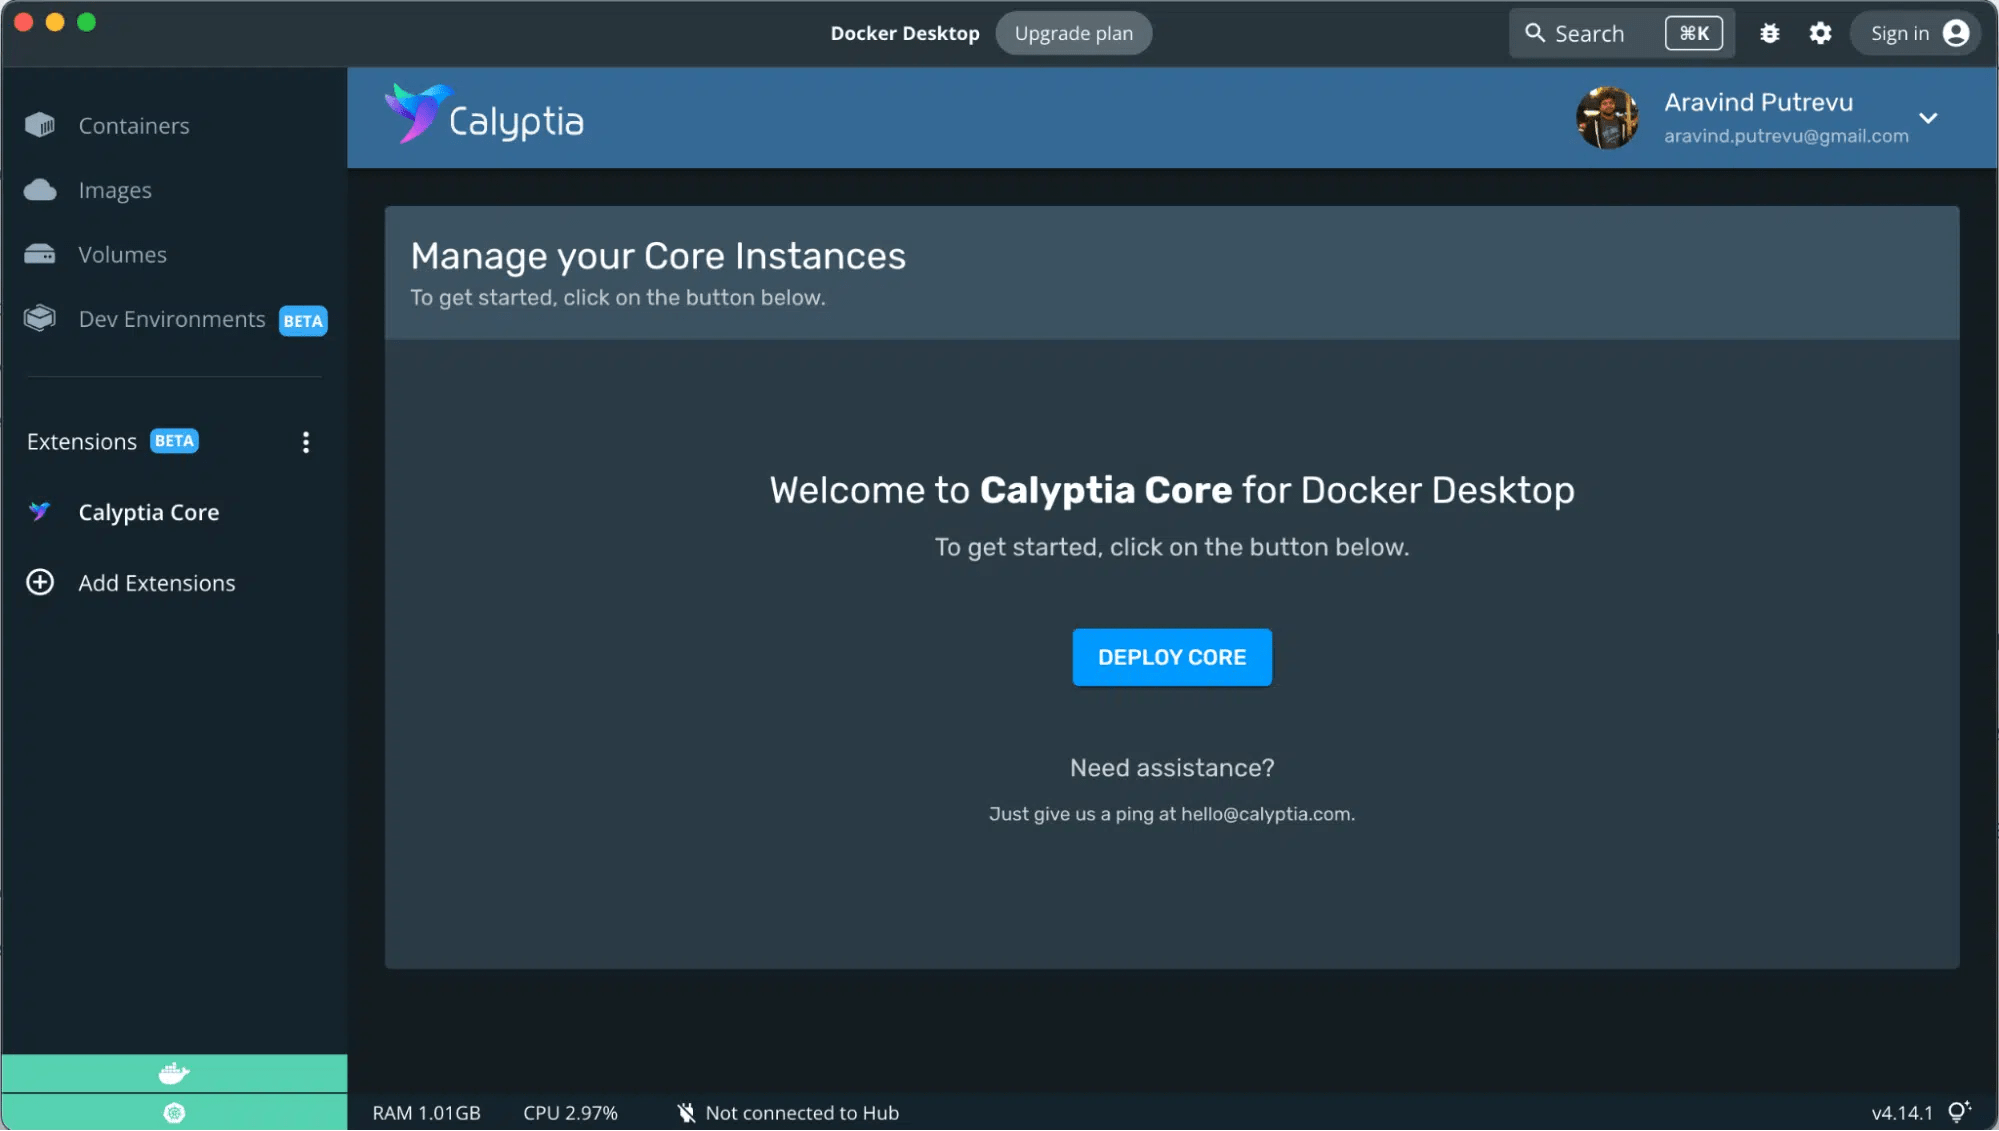 Docker Desktop
Upgrade plan
Search
⌘K
Sign in
Containers
Images
Volumes
Dev Environments BETA
Extensions BETA
Calyptia Core
Add Extensions
Calyptia
Aravind Putrevu
aravind.putrevu@gmail.com
Manage your Core Instances
To get started, click on the button below.
Welcome to Calyptia Core for Docker Desktop
To get started, click on the button below.
DEPLOY CORE
Need assistance?
Just give us a ping at hello@calyptia.com.
RAM 1.01GB
CPU 2.97%
Not connected to Hub
v4.14.1